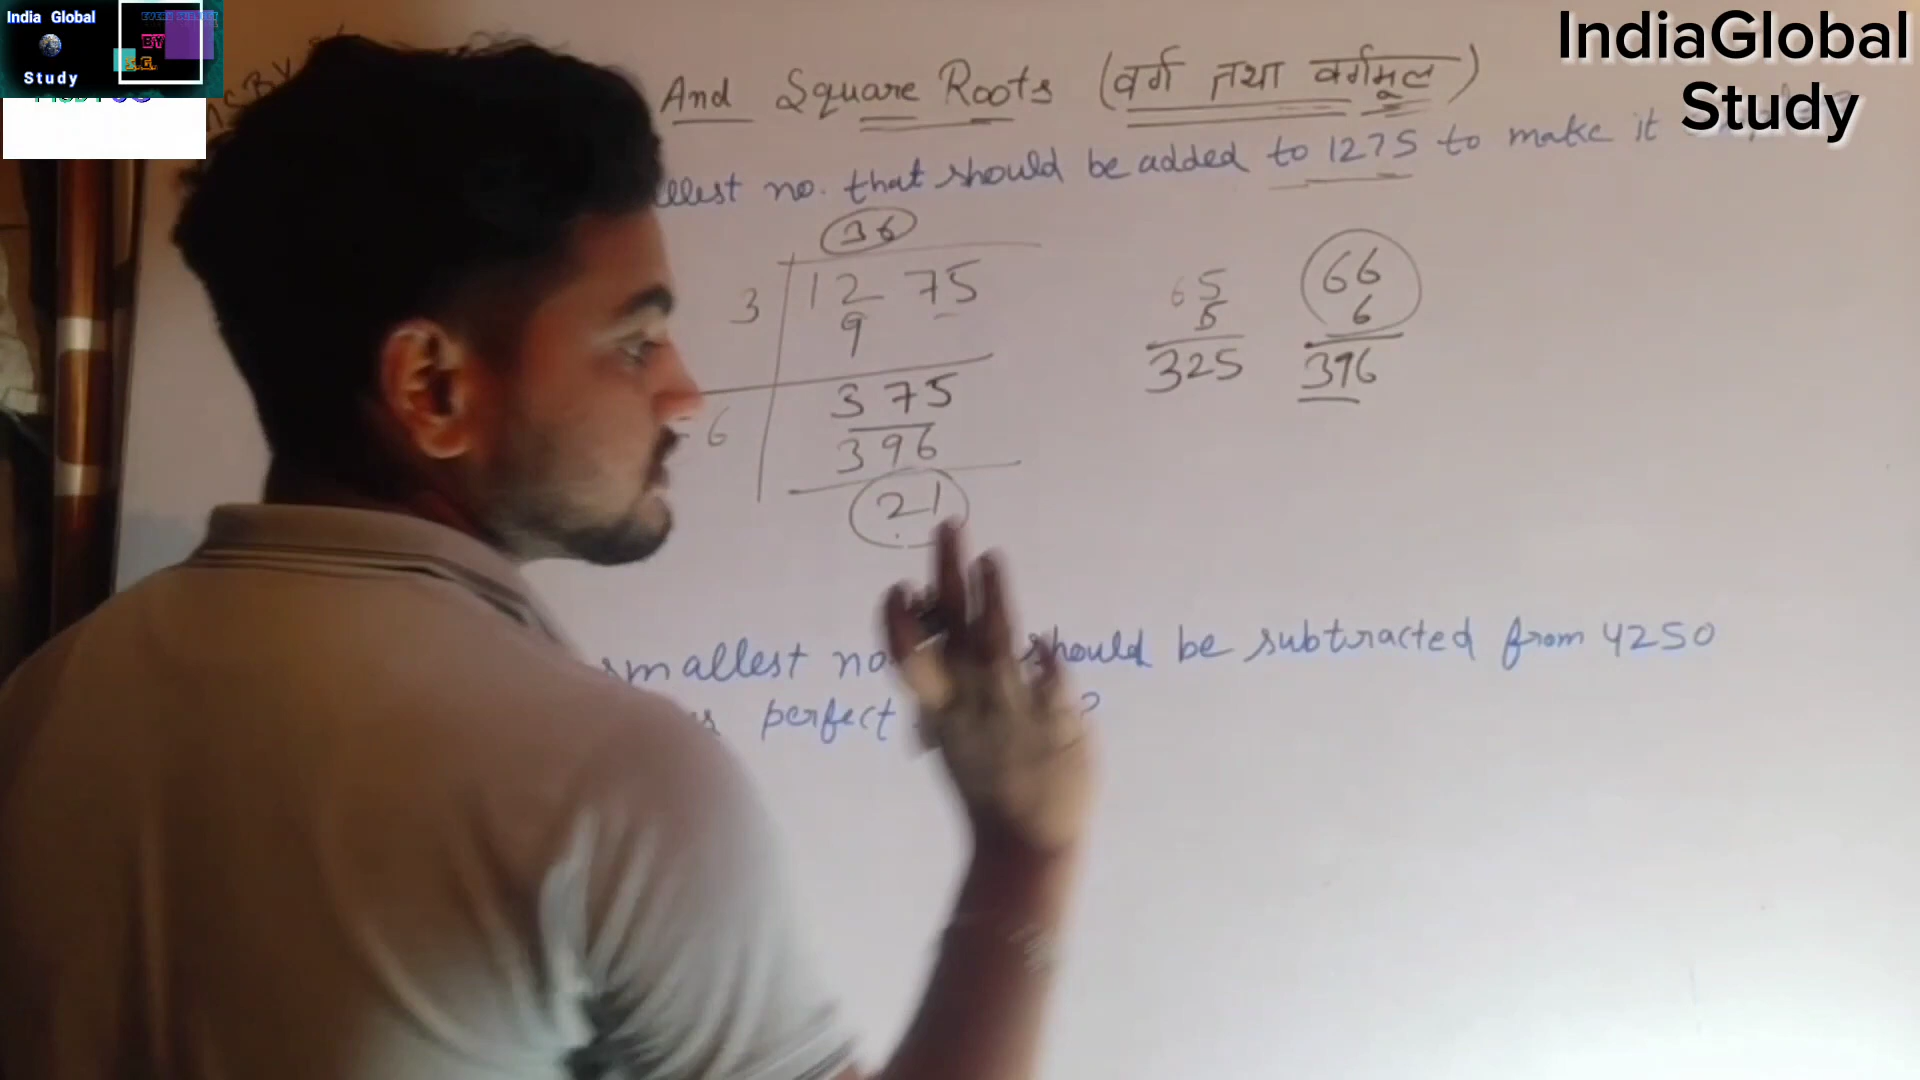 India Global
Study
BY
S.G.
IndiaGlobal
Study
And Square Roots (वर्ग तथा वर्गमूल)
no. that should be added to 1275 to make it
36
3 12 75
9
375
6 396
21
65
5
325
66
6
396
smallest no should be subtracted from 4250
perfect ?